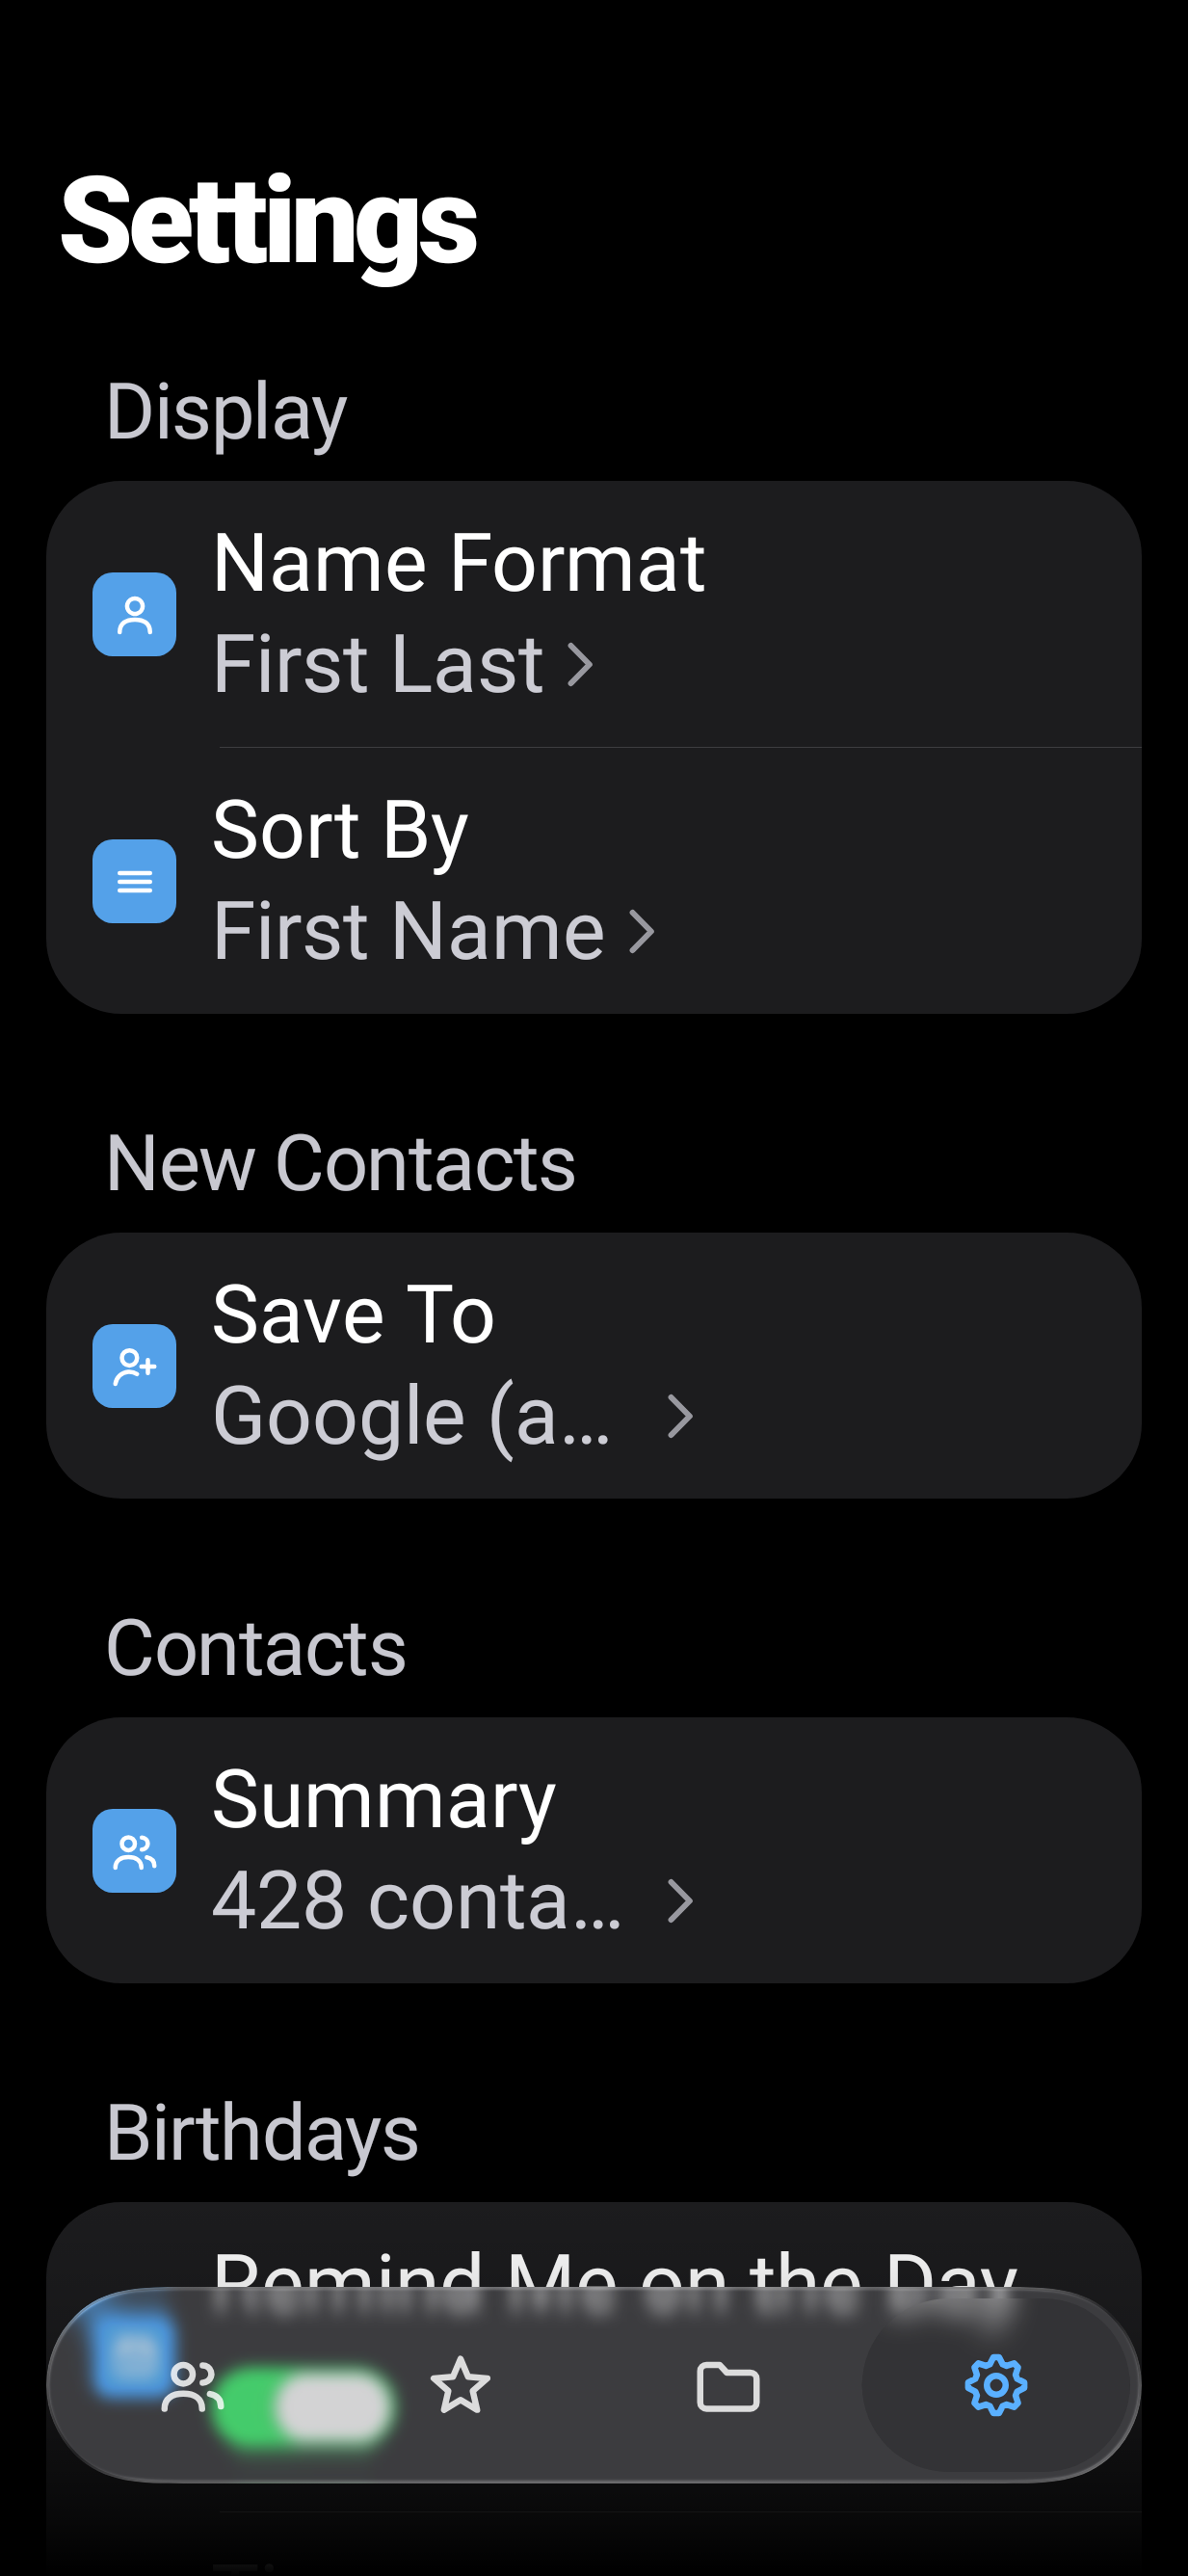 Settings
Display
Name Format
First Last
Sort By
First Name
New Contacts
Save To
Google (a…
Contacts
Summary
428 conta…
Birthdays
Remind Me on the Day